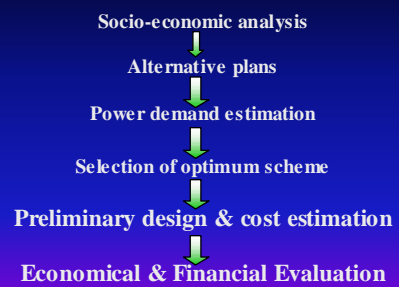 Socio-economic analysis
Alternative plans
Power demand estimation
Selection of optimum scheme
Preliminary design & cost estimation
Economical & Financial Evaluation